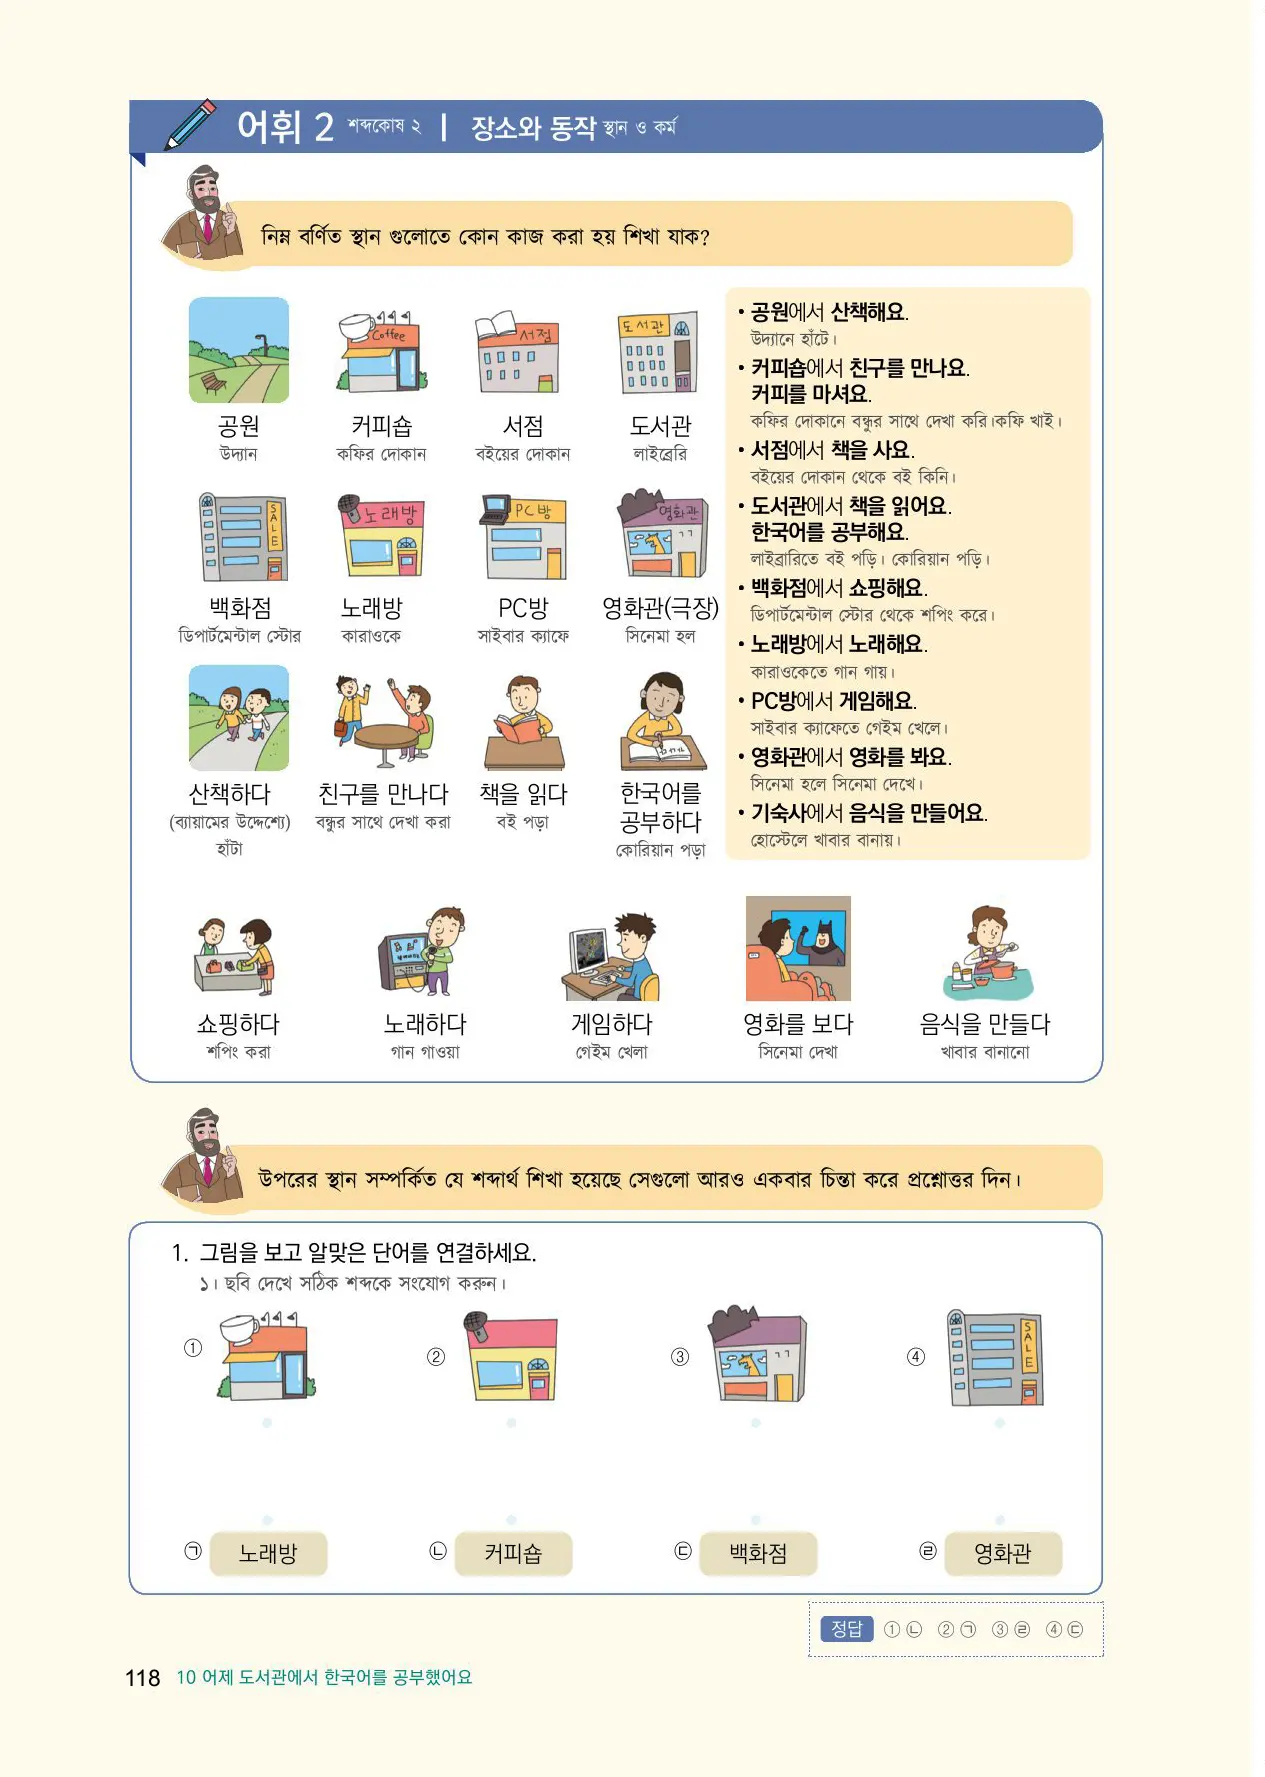 어휘 2 শব্দকোষ ২ | 장소와 동작 স্থান ও কর্ম
নিম্ন বর্ণিত স্থান গুলোতে কোন কাজ করা হয় শিখা যাক?
Coffee
서점
도서관
공원
커피숍
서점
도서관
উদ্যান
কফির দোকান
বইয়ের দোকান
লাইব্রেরি
SALE
노래방
PC방
영화관
백화점
노래방
PC방
영화관(극장)
ডিপার্টমেন্টাল স্টোর
কারাওকে
সাইবার ক্যাফে
সিনেমা হল
산책하다
친구를 만나다
책을 읽다
한국어를
공부하다
(ব্যায়ামের উদ্দেশ্যে)
হাঁটা
বন্ধুর সাথে দেখা করা
বই পড়া
কোরিয়ান পড়া
• 공원에서 산책해요.
উদ্যানে হাঁটে।
• 커피숍에서 친구를 만나요.
커피를 마셔요.
কফির দোকানে বন্ধুর সাথে দেখা করি।কফি খাই।
• 서점에서 책을 사요.
বইয়ের দোকান থেকে বই কিনি।
• 도서관에서 책을 읽어요.
한국어를 공부해요.
লাইব্রারিতে বই পড়ি। কোরিয়ান পড়ি।
• 백화점에서 쇼핑해요.
ডিপার্টমেন্টাল স্টোর থেকে শপিং করে।
• 노래방에서 노래해요.
কারাওকেতে গান গায়।
• PC방에서 게임해요.
সাইবার ক্যাফেতে গেইম খেলে।
• 영화관에서 영화를 봐요.
সিনেমা হলে সিনেমা দেখে।
• 기숙사에서 음식을 만들어요.
হোস্টেলে খাবার বানায়।
쇼핑하다
노래하다
게임하다
영화를 보다
음식을 만들다
শপিং করা
গান গাওয়া
গেইম খেলা
সিনেমা দেখা
খাবার বানানো
উপরের স্থান সম্পর্কিত যে শব্দার্থ শিখা হয়েছে সেগুলো আরও একবার চিন্তা করে প্রশ্নোত্তর দিন।
1. 그림을 보고 알맞은 단어를 연결하세요.
১। ছবি দেখে সঠিক শব্দকে সংযোগ করুন।
①
②
③
④
SALE
㉠ 노래방
㉡ 커피숍
㉢ 백화점
㉣ 영화관
정답 ①㉡ ②㉠ ③㉣ ④㉢
118 10 어제 도서관에서 한국어를 공부했어요